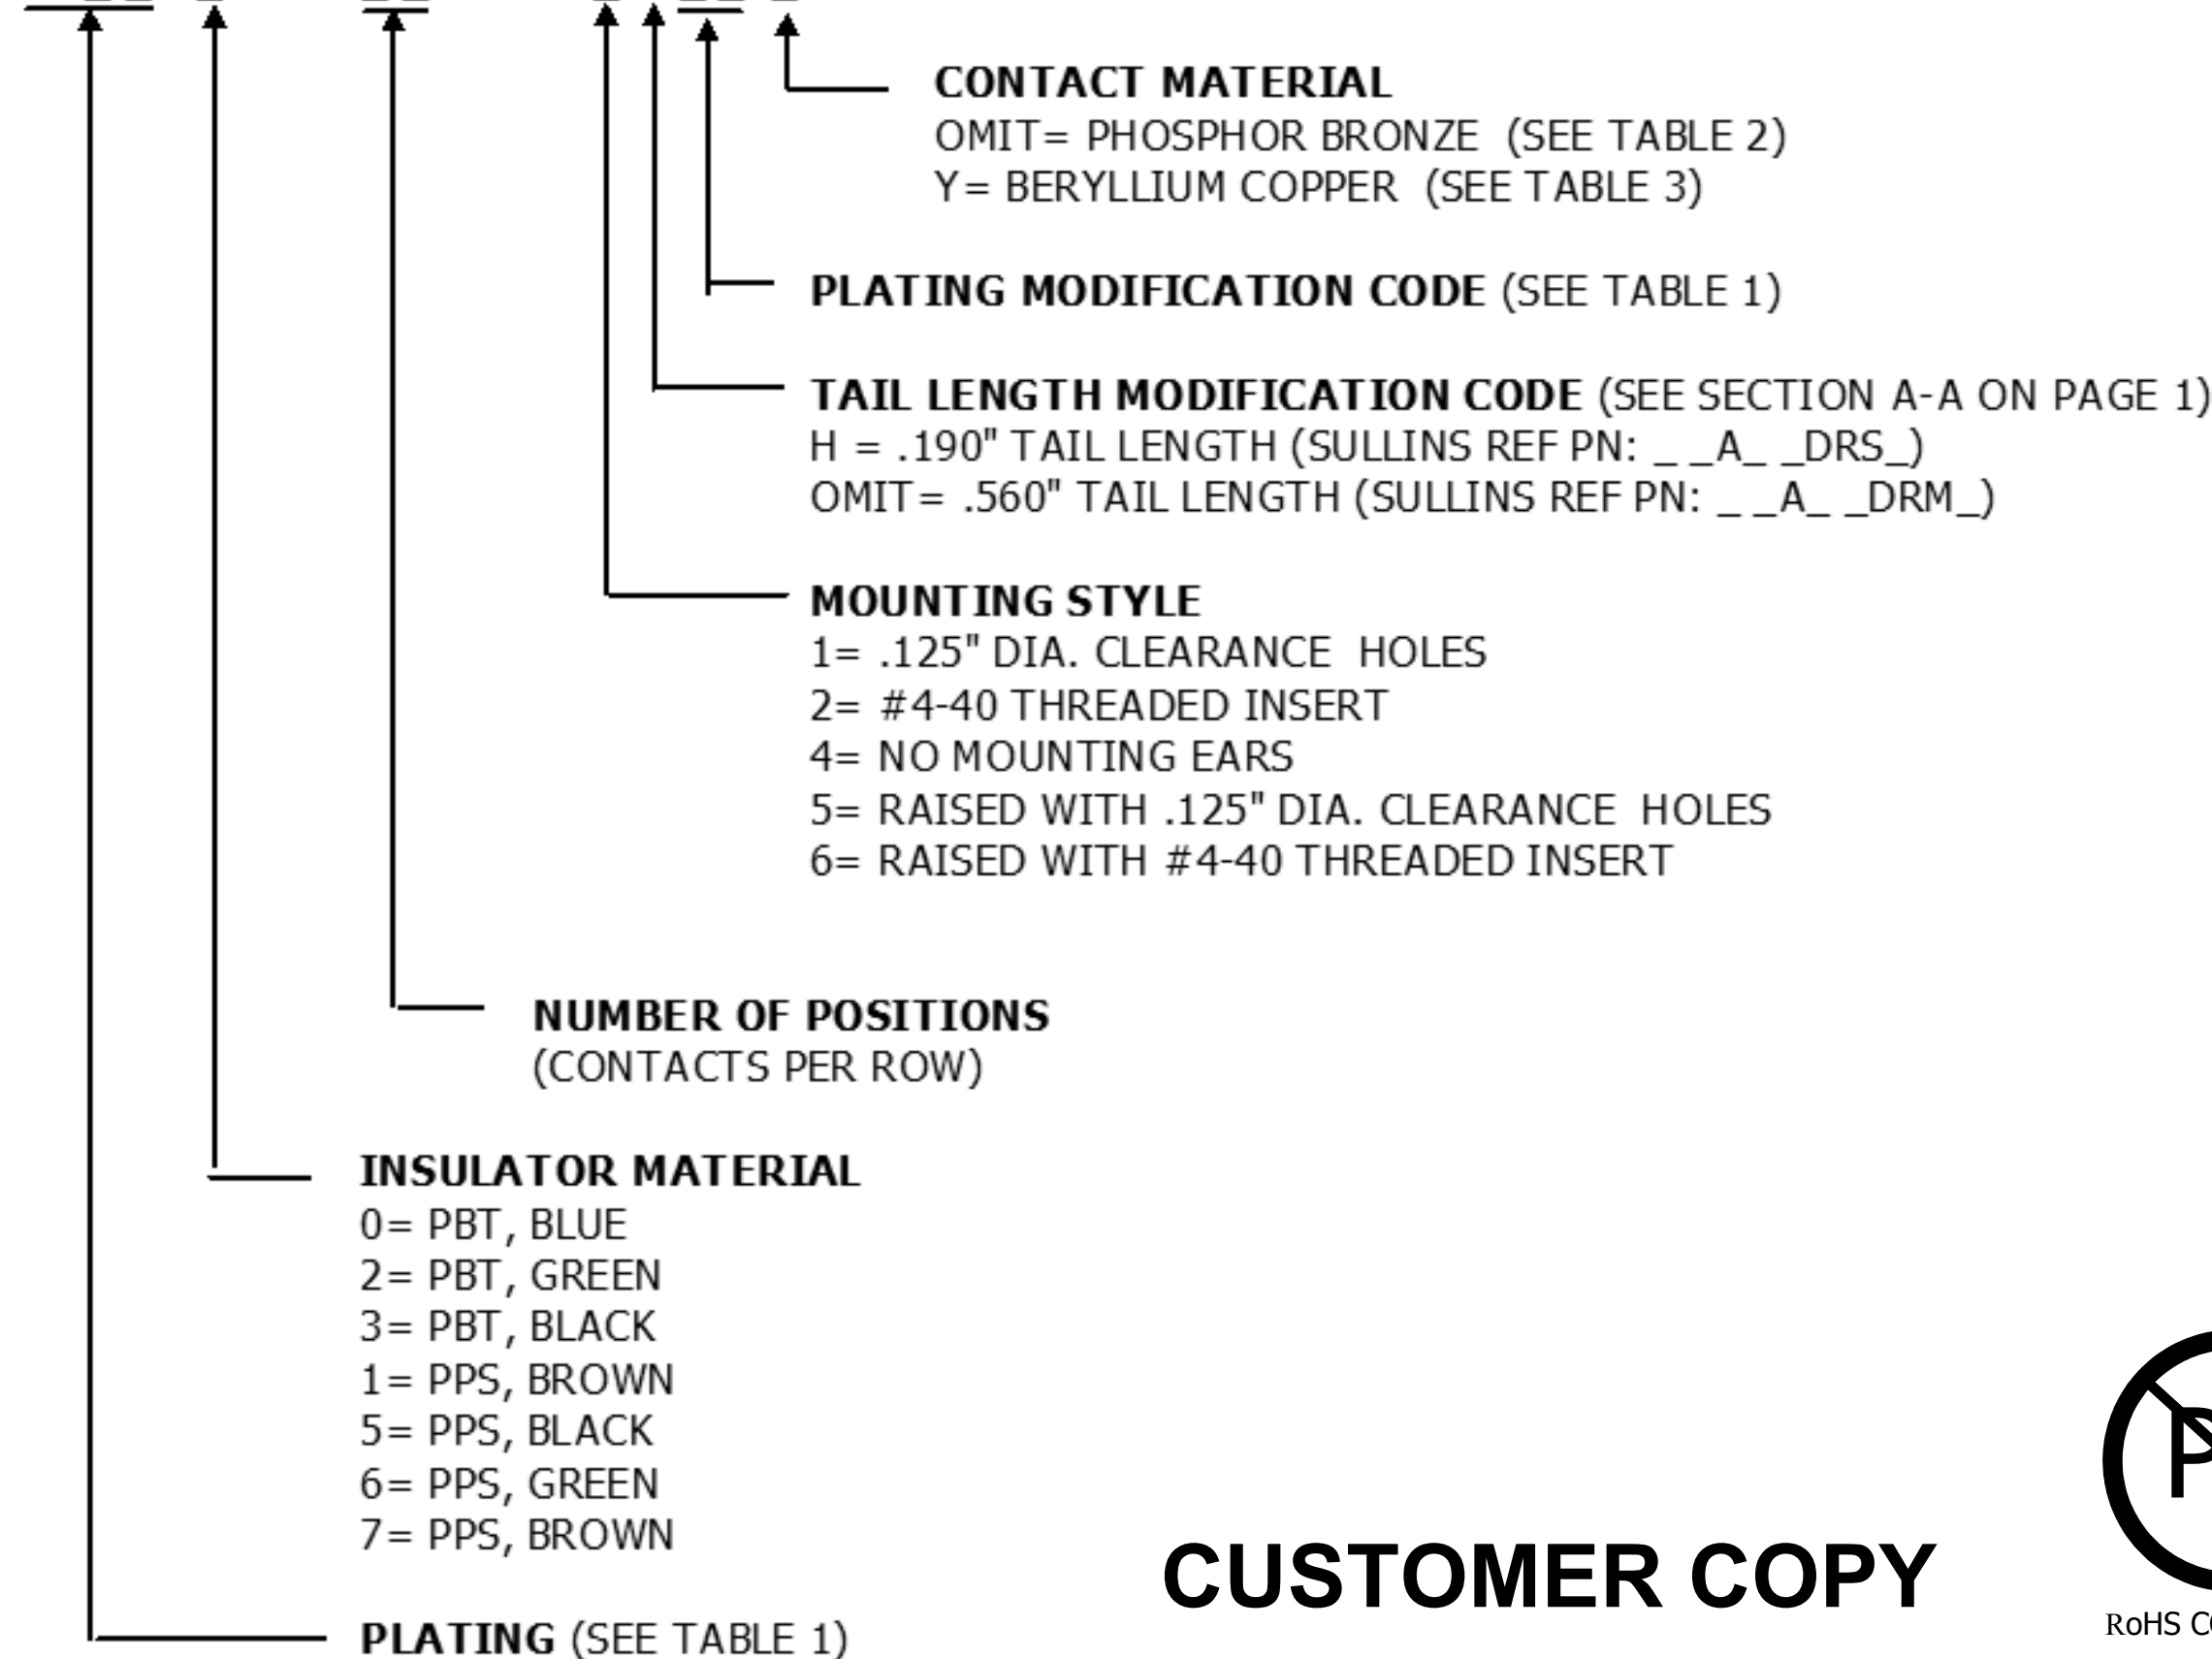 CONTACT MATERIAL
OMIT= PHOSPHOR BRONZE (SEE TABLE 2)
Y= BERYLLIUM COPPER (SEE TABLE 3)
PLATING MODIFICATION CODE (SEE TABLE 1)
TAIL LENGTH MODIFICATION CODE (SEE SECTION A-A ON PAGE 1)
H = .190" TAIL LENGTH (SULLINS REF PN: _ _A_ _DRS_)
OMIT= .560" TAIL LENGTH (SULLINS REF PN: _ _A_ _DRM_)
MOUNTING STYLE
1= .125" DIA. CLEARANCE HOLES
2= #4-40 THREADED INSERT
4= NO MOUNTING EARS
5= RAISED WITH .125" DIA. CLEARANCE HOLES
6= RAISED WITH #4-40 THREADED INSERT
NUMBER OF POSITIONS
(CONTACTS PER ROW)
INSULATOR MATERIAL
0= PBT, BLUE
2= PBT, GREEN
3= PBT, BLACK
1= PPS, BROWN
5= PPS, BLACK
6= PPS, GREEN
7= PPS, BROWN
PLATING (SEE TABLE 1)
CUSTOMER COPY
P
RoHS